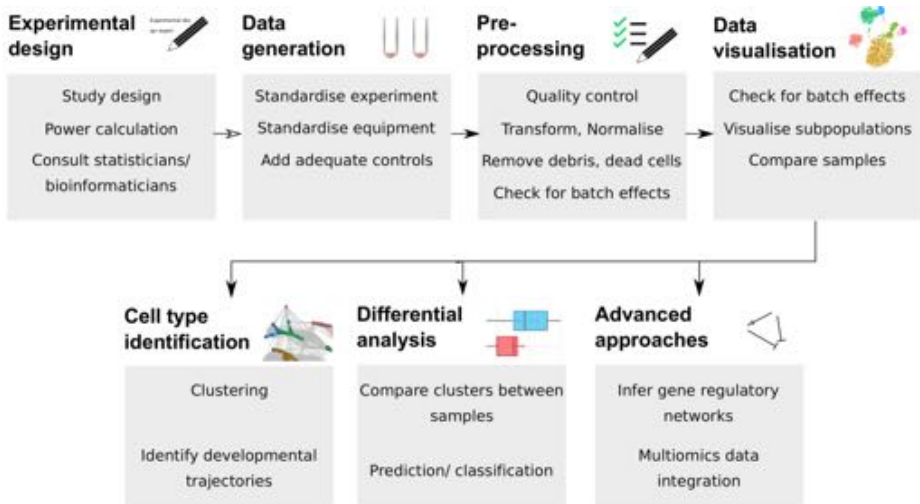 Experimental
design
Data
generation
Pre-
processing
Data
visualisation
Study design
Power calculation
Consult statisticians/
bioinformaticians
Standardise experiment
Standardise equipment
Add adequate controls
Quality control
Transform, Normalise
Remove debris, dead cells
Check for batch effects
Check for batch effects
Visualise subpopulations
Compare samples
Cell type
identification
Differential
analysis
Advanced
approaches
Clustering
Identify developmental
trajectories
Compare clusters between
samples
Prediction/ classification
Infer gene regulatory
networks
Multiomics data
integration